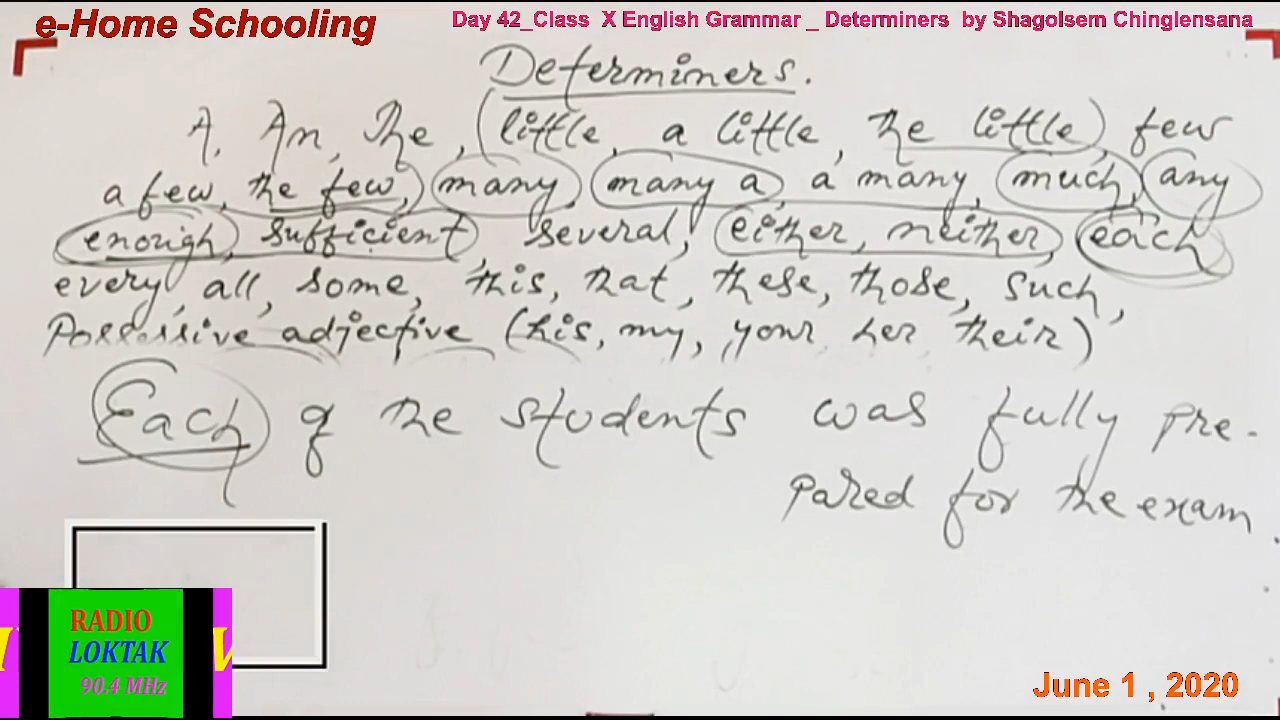 e-Home Schooling
Day 42_Class X English Grammar _ Determiners by Shagolsem Chinglensana
Determiners.
A, An, The, (little, a little, the little) few
a few, the few,) many, many a, a many, much, any
enough, sufficient, several, either, neither, each
every, all, some, this, that, these, those, such,
Possessive adjective (his, my, your her their)
Each of the students was fully pre-
pared for the exam
RADIO
LOKTAK
90.4 MHz
June 1 , 2020